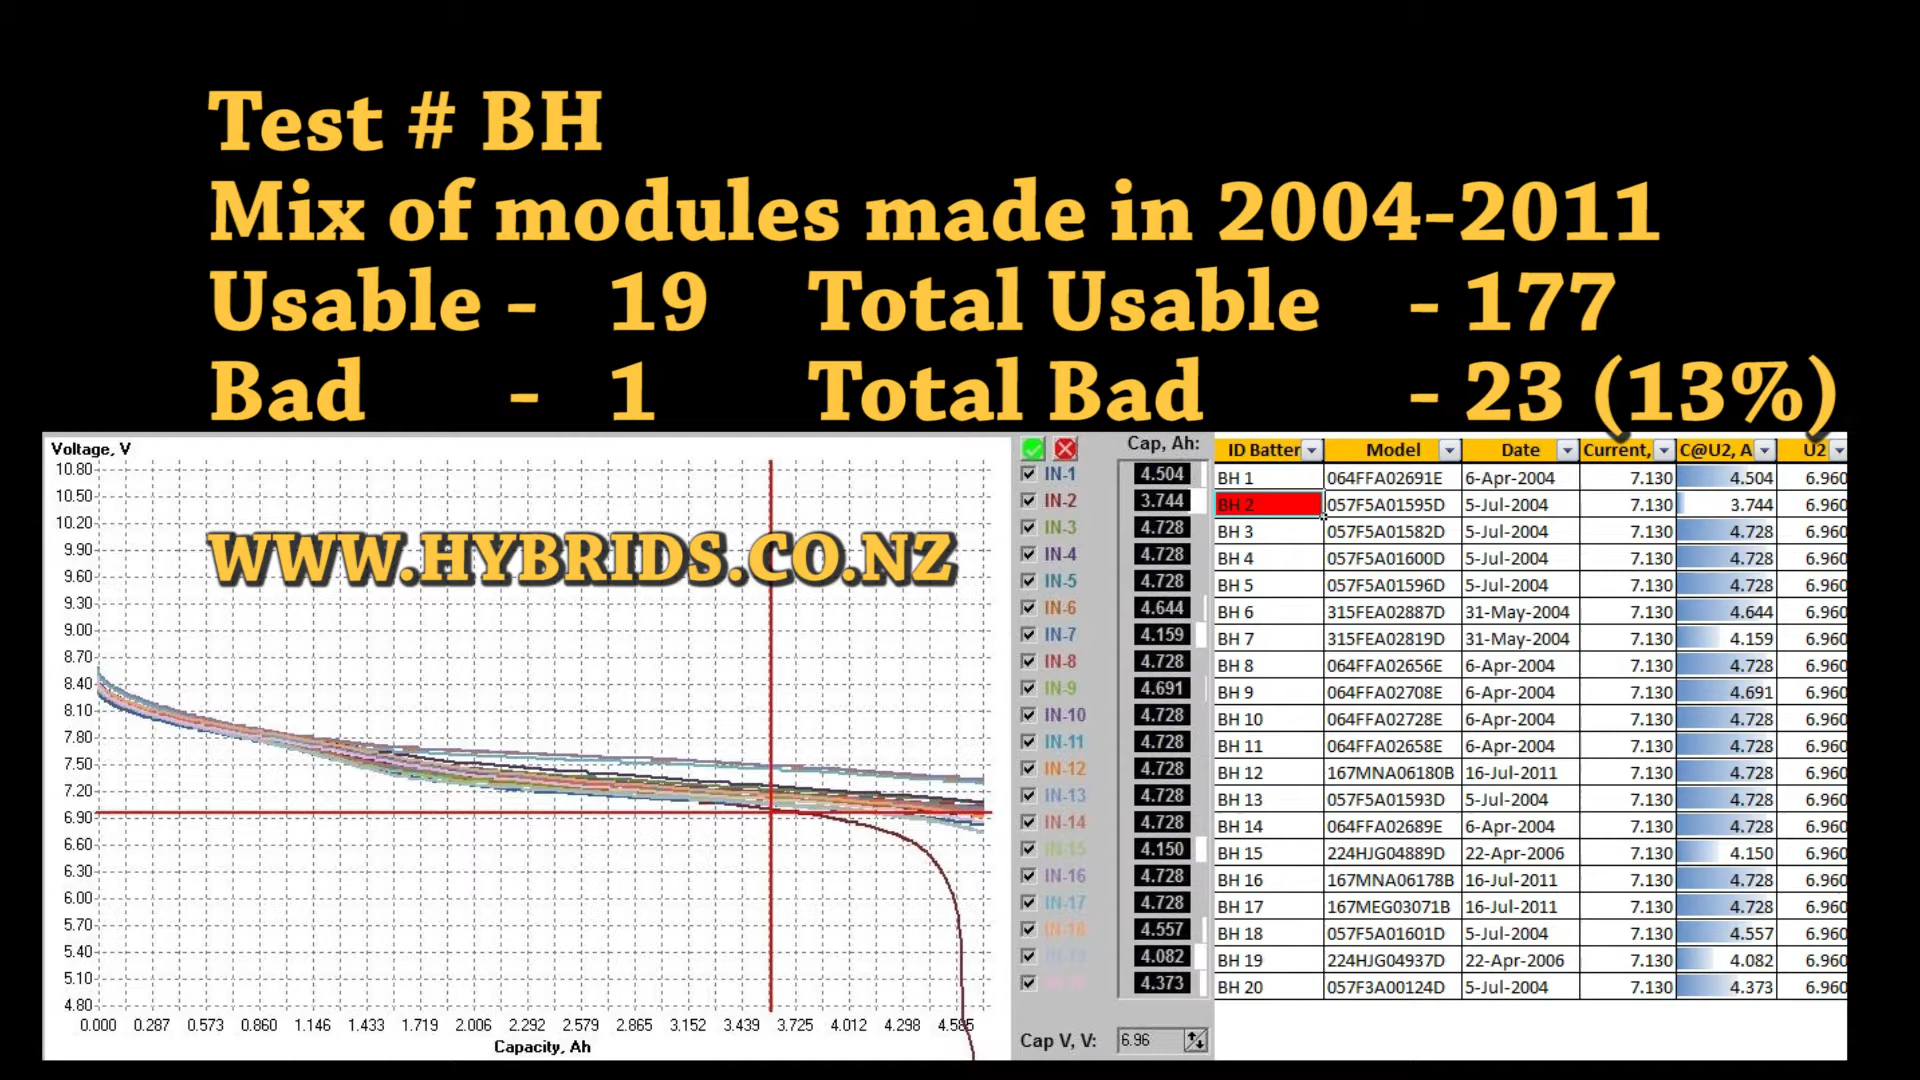 Test # BH
Mix of modules made in 2004-2011
Usable - 19 Total Usable - 177
Bad - 1 Total Bad - 23 (13%)
WWW.HYBRIDS.CO.NZ
Voltage, V
10.80
10.50
10.20
9.90
9.60
9.30
9.00
8.70
8.40
8.10
7.80
7.50
7.20
6.90
6.60
6.30
6.00
5.70
5.40
5.10
4.80
0.000 0.287 0.573 0.860 1.146 1.433 1.719 2.006 2.292 2.579 2.865 3.152 3.439 3.725 4.012 4.298 4.585
Capacity, Ah
Cap, Ah:
IN-1 4.504
IN-2 3.744
IN-3 4.728
IN-4 4.728
IN-5 4.728
IN-6 4.644
IN-7 4.159
IN-8 4.728
IN-9 4.691
IN-10 4.728
IN-11 4.728
IN-12 4.728
IN-13 4.728
IN-14 4.728
IN-15 4.150
IN-16 4.728
IN-17 4.728
IN-18 4.557
IN-19 4.082
4.373
Cap V, V: 6.96
ID Batter Model Date Current, C@U2, A U2
BH 1 064FFA02691E 6-Apr-2004 7.130 4.504 6.960
BH 2 057F5A01595D 5-Jul-2004 7.130 3.744 6.960
BH 3 057F5A01582D 5-Jul-2004 7.130 4.728 6.960
BH 4 057F5A01600D 5-Jul-2004 7.130 4.728 6.960
BH 5 057F5A01596D 5-Jul-2004 7.130 4.728 6.960
BH 6 315FEA02887D 31-May-2004 7.130 4.644 6.960
BH 7 315FEA02819D 31-May-2004 7.130 4.159 6.960
BH 8 064FFA02656E 6-Apr-2004 7.130 4.728 6.960
BH 9 064FFA02708E 6-Apr-2004 7.130 4.691 6.960
BH 10 064FFA02728E 6-Apr-2004 7.130 4.728 6.960
BH 11 064FFA02658E 6-Apr-2004 7.130 4.728 6.960
BH 12 167MNA06180B 16-Jul-2011 7.130 4.728 6.960
BH 13 057F5A01593D 5-Jul-2004 7.130 4.728 6.960
BH 14 064FFA02689E 6-Apr-2004 7.130 4.728 6.960
BH 15 224HJG04889D 22-Apr-2006 7.130 4.150 6.960
BH 16 167MNA06178B 16-Jul-2011 7.130 4.728 6.960
BH 17 167MEG03071B 16-Jul-2011 7.130 4.728 6.960
BH 18 057F5A01601D 5-Jul-2004 7.130 4.557 6.960
BH 19 224HJG04937D 22-Apr-2006 7.130 4.082 6.960
BH 20 057F3A00124D 5-Jul-2004 7.130 4.373 6.960